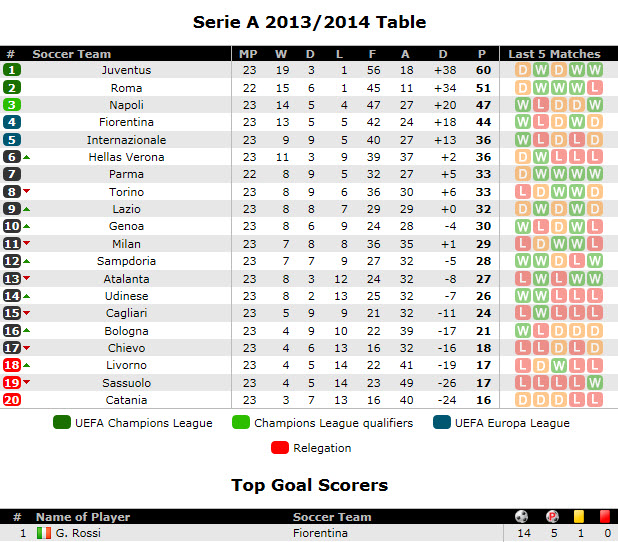 Serie A 2013/2014 Table
# Soccer Team MP W D L F A D P Last 5 Matches
1 Juventus 23 19 3 1 56 18 +38 60 D W D W W
2 Roma 22 15 6 1 45 11 +34 51 D W W W L
3 Napoli 23 14 5 4 47 27 +20 47 W L D D W
4 Fiorentina 23 13 5 5 42 24 +18 44 W L D W D
5 Internazionale 23 9 9 5 40 27 +13 36 W L D L D
6 Hellas Verona 23 11 3 9 39 37 +2 36 D W L L L
7 Parma 22 8 9 5 32 27 +5 33 D W W W W
8 Torino 23 8 9 6 36 30 +6 33 L D W W D
9 Lazio 23 8 8 7 29 29 +0 32 D W D W D
10 Genoa 23 8 6 9 24 28 -4 30 W L D W L
11 Milan 23 7 8 8 36 35 +1 29 L D W W L
12 Sampdoria 23 7 7 9 27 32 -5 28 W W D L W
13 Atalanta 23 8 3 12 24 32 -8 27 L W L W W
14 Udinese 23 8 2 13 25 32 -7 26 W W L L L
15 Cagliari 23 5 9 9 21 32 -11 24 L W L L L
16 Bologna 23 4 9 10 22 39 -17 21 W L D D D
17 Chievo 23 4 6 13 16 32 -16 18 L L D L D
18 Livorno 23 4 5 14 22 41 -19 17 L D W L L
19 Sassuolo 23 4 5 14 23 49 -26 17 L L L L W
20 Catania 23 3 7 13 16 40 -24 16 D D D L L
UEFA Champions League Champions League qualifiers UEFA Europa League
Relegation
Top Goal Scorers
# Name of Player Soccer Team P
1 G. Rossi Fiorentina 14 5 1 0